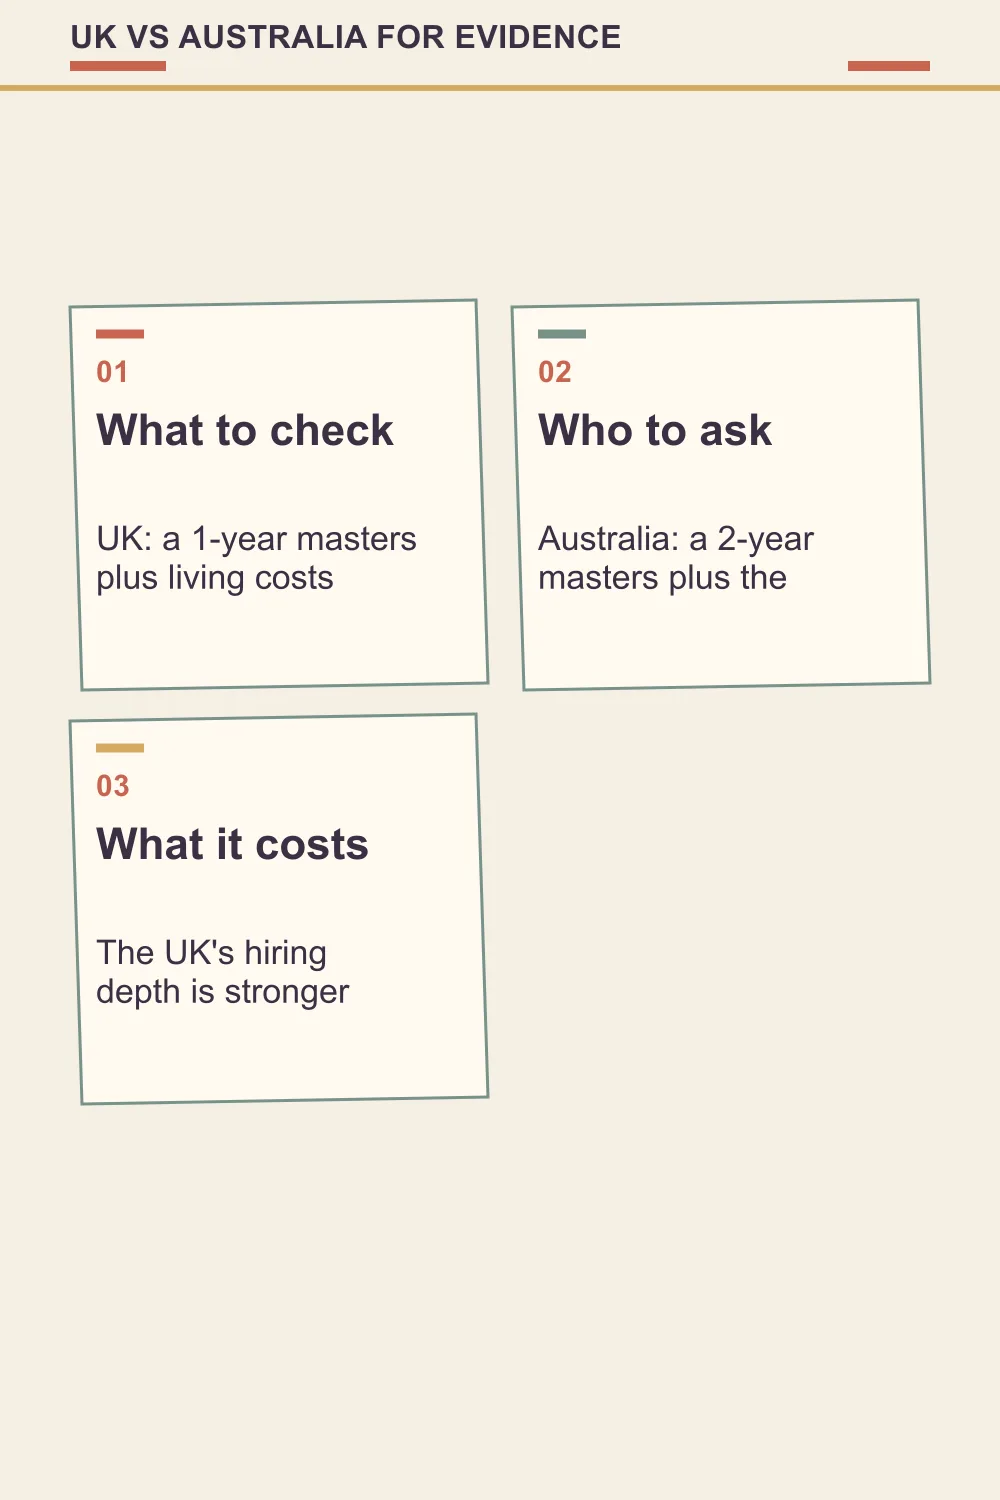 UK VS AUSTRALIA FOR EVIDENCE
01
What to check
UK: a 1-year masters
plus living costs
02
Who to ask
Australia: a 2-year
masters plus the
03
What it costs
The UK's hiring
depth is stronger